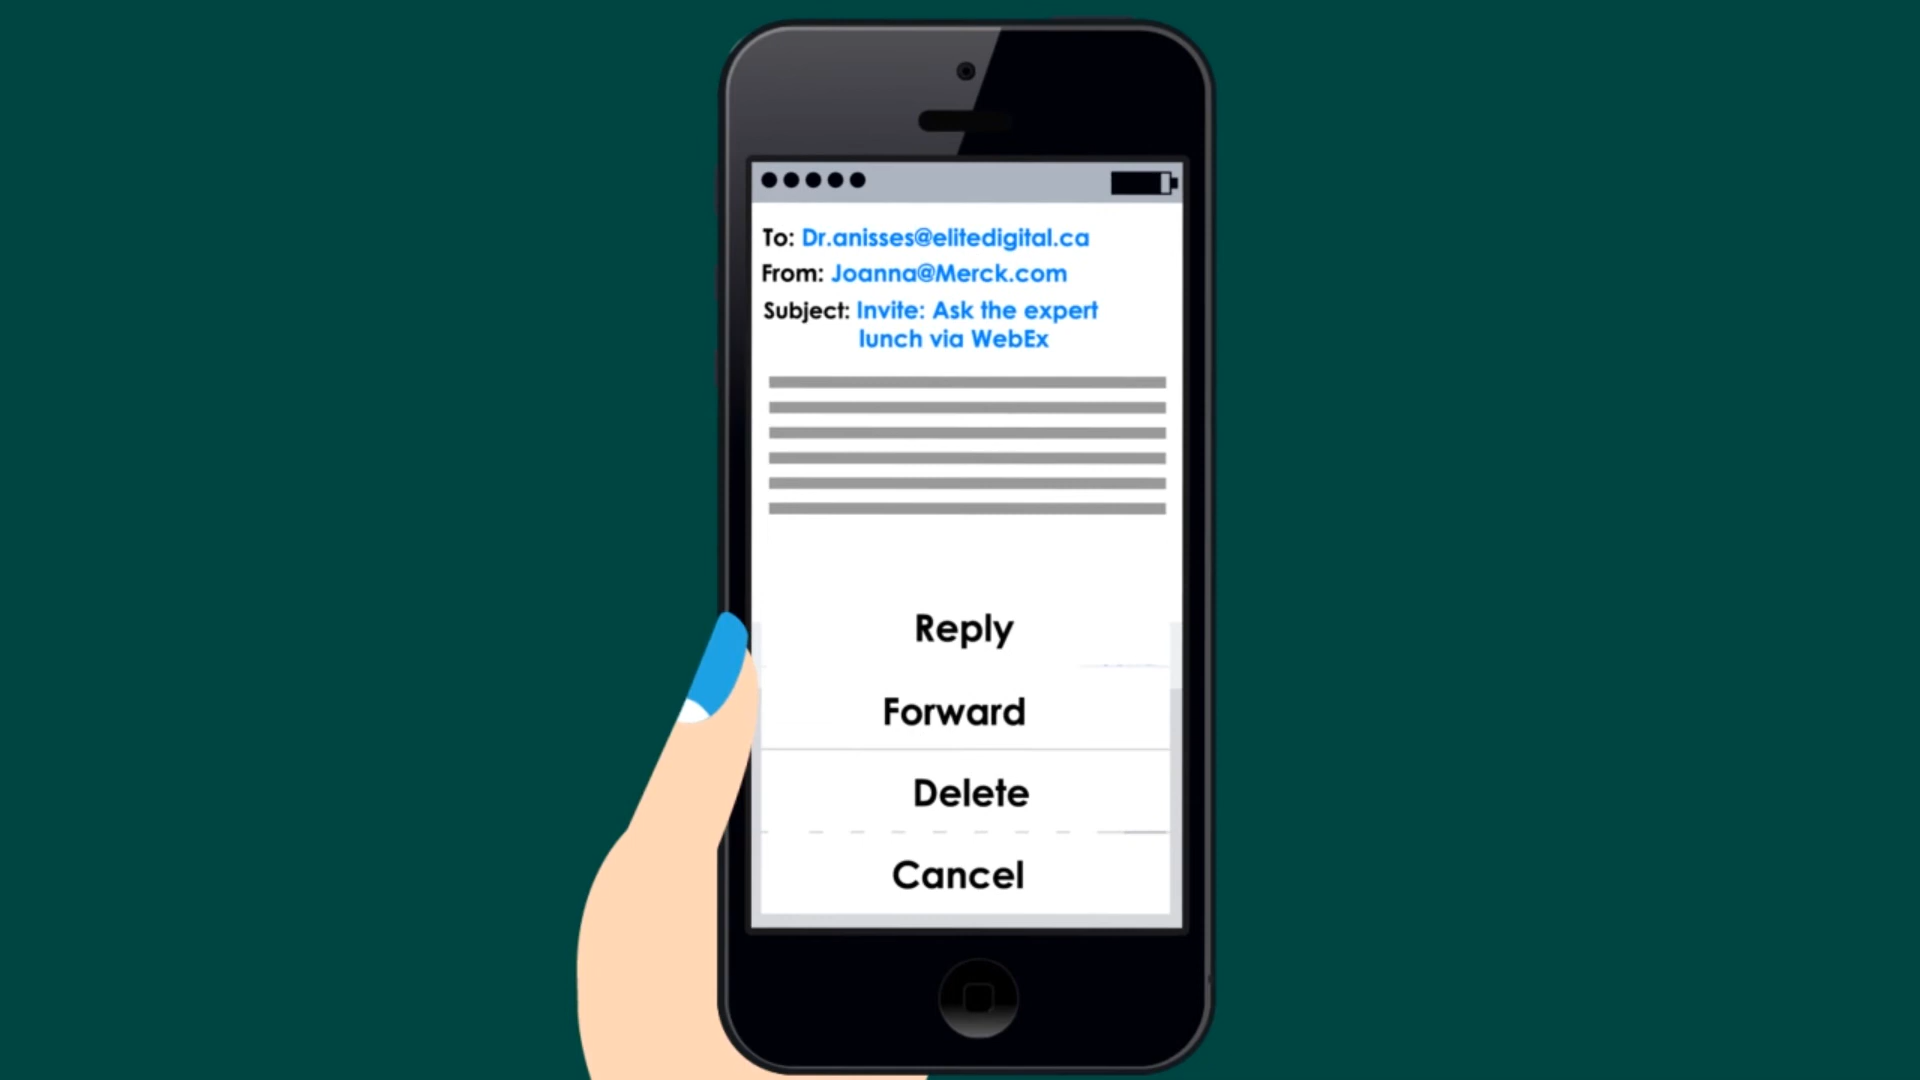 To: Dr.anisses@elitedigital.ca
From: Joanna@Merck.com
Subject: Invite: Ask the expert
lunch via WebEx
Reply
Forward
Delete
Cancel